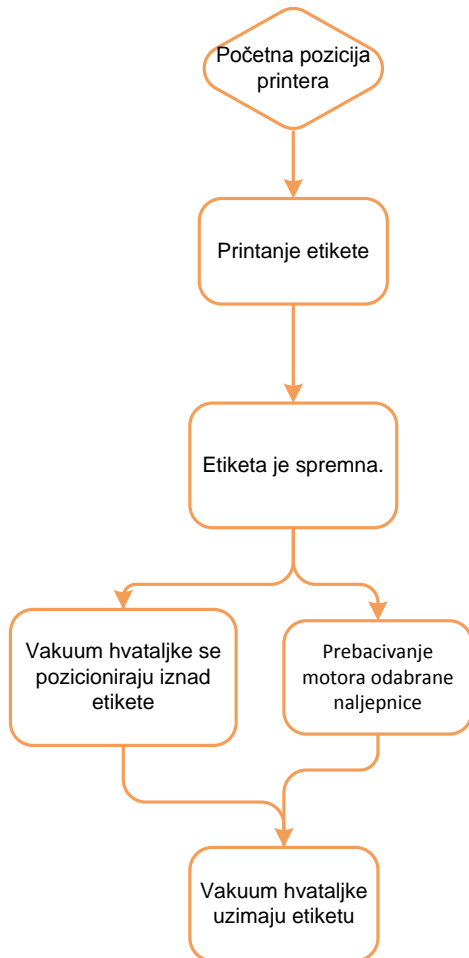 Početna pozicija
printera
Printanje etikete
Etiketa je spremna.
Vakuum hvataljke se
pozicioniraju iznad
etikete
Prebacivanje
motora odabrane
naljepnice
Vakuum hvataljke
uzimaju etiketu